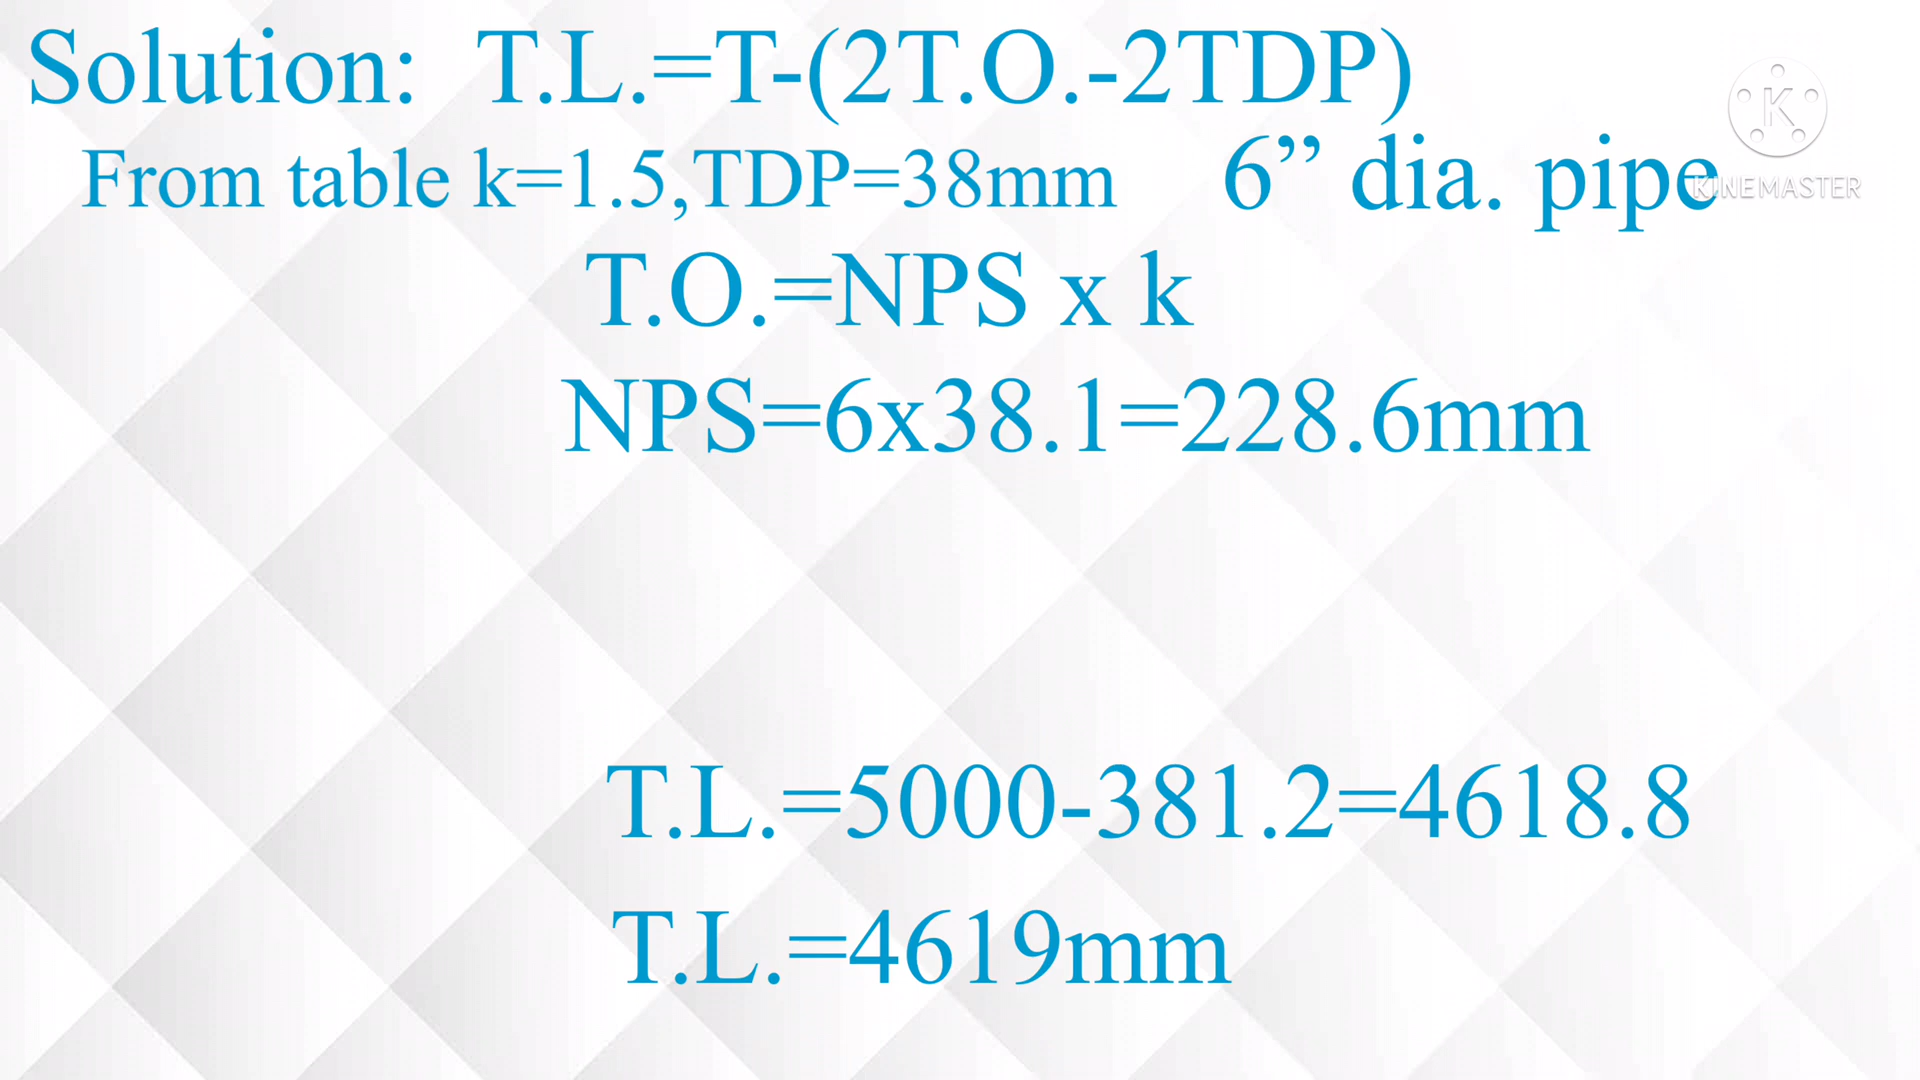 Solution: T.L.=T-(2T.O.-2TDP)
From table k=1.5,TDP=38mm 6” dia. pipe
K
KINEMASTER
T.O.=NPS x k
NPS=6x38.1=228.6mm
T.L.=5000-381.2=4618.8
T.L.=4619mm